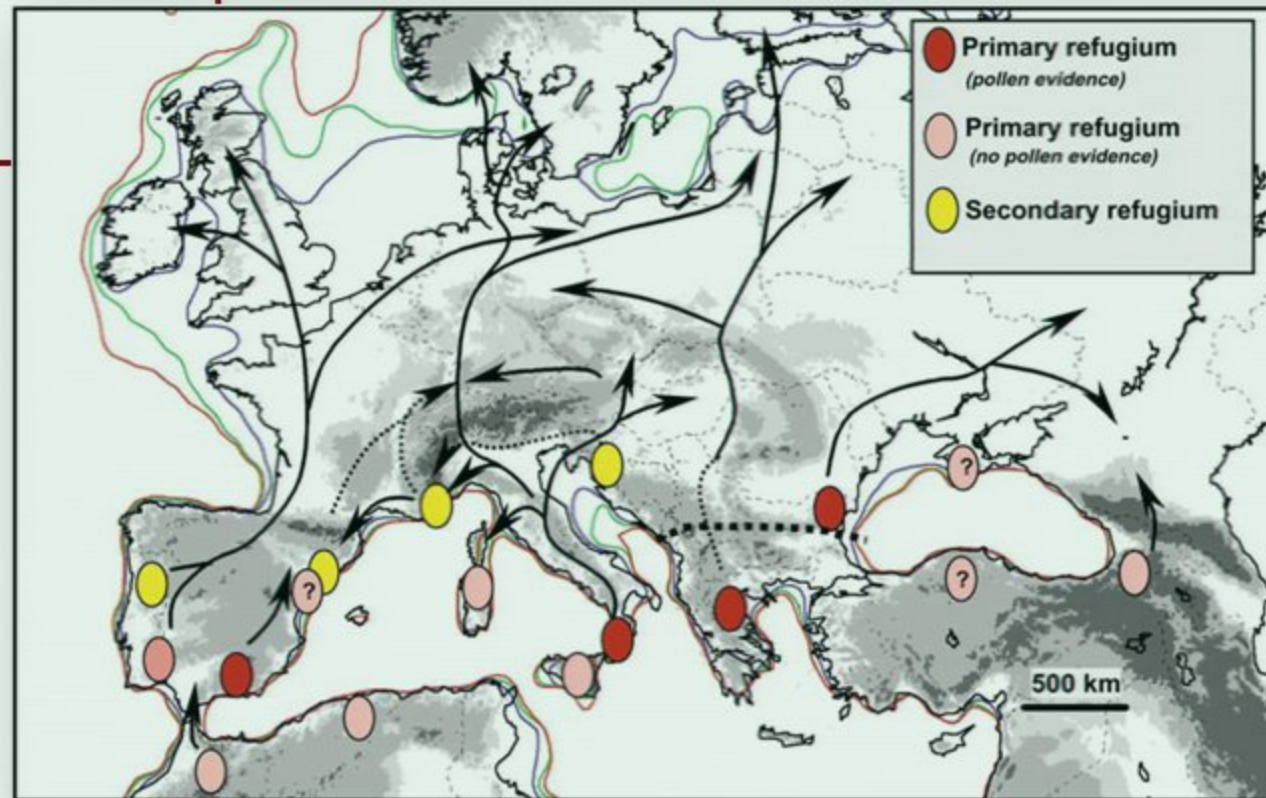 Primary refugium
(pollen evidence)
Primary refugium
(no pollen evidence)
Secondary refugium
?
?
?
500 km